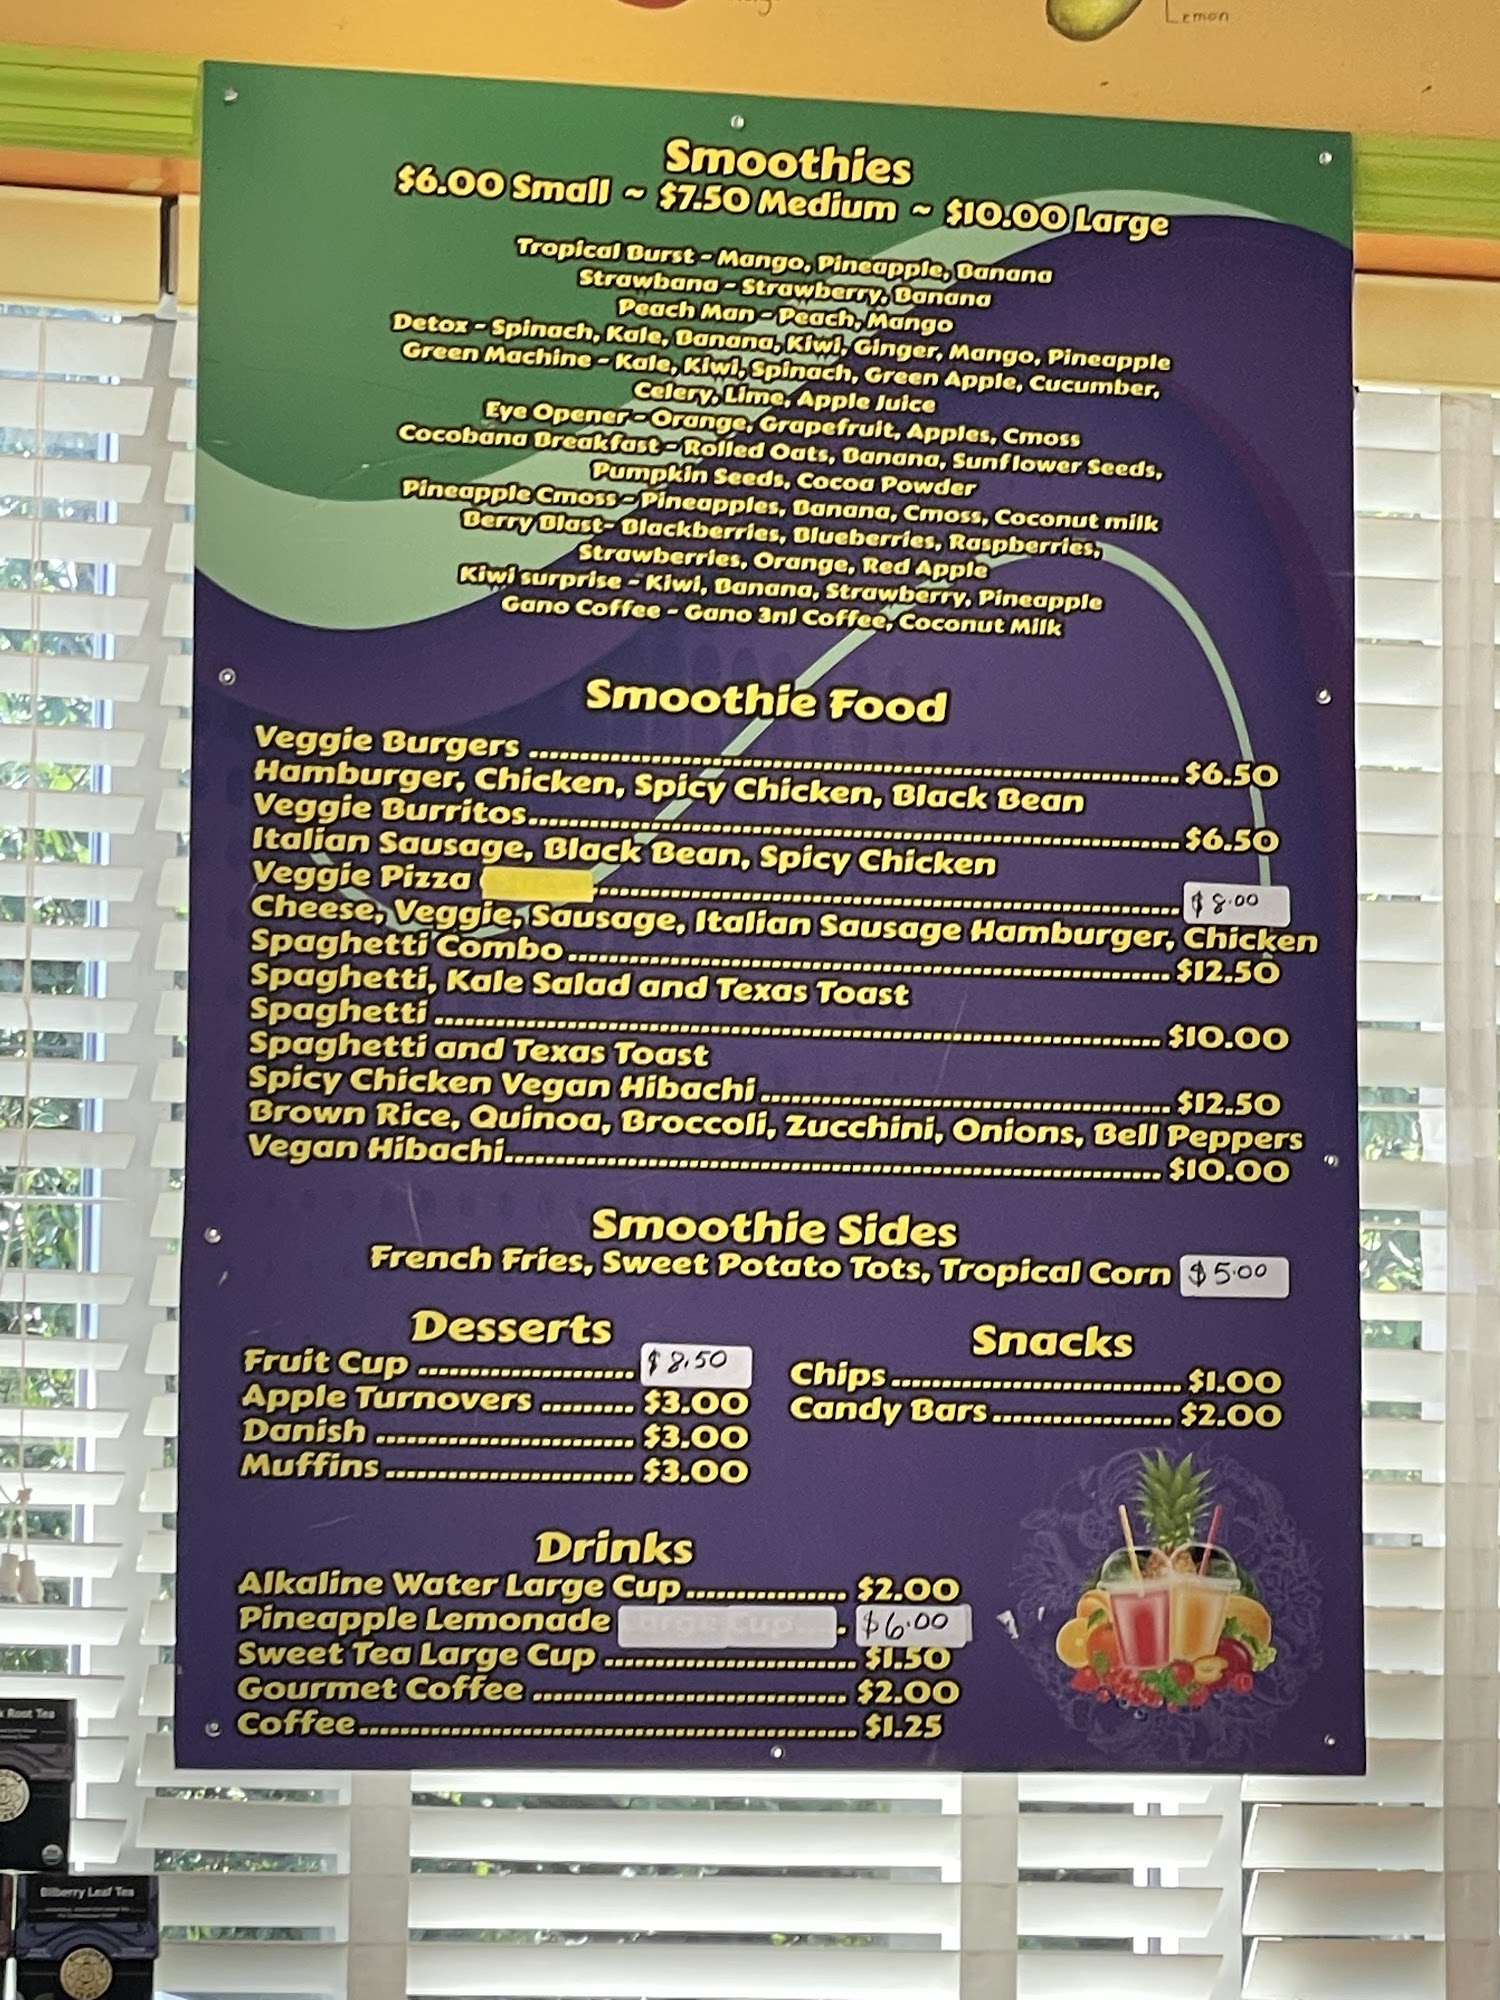 Lemon
Smoothies
$6.00 Small ~ $7.50 Medium ~ $10.00 Large
Tropical Burst - Mango, Pineapple, Banana
Strawbana - Strawberry, Banana
Peach Man - Peach, Mango
Detox - Spinach, Kale, Banana, Kiwi, Ginger, Mango, Pineapple
Green Machine - Kale, Kiwi, Spinach, Green Apple, Cucumber,
Celery, Lime, Apple Juice
Eye Opener - Orange, Grapefruit, Apples, Cmoss
Cocobana Breakfast - Rolled Oats, Banana, Sunflower Seeds,
Pumpkin Seeds, Cocoa Powder
Pineapple Cmoss - Pineapples, Banana, Cmoss, Coconut milk
Berry Blast- Blackberries, Blueberries, Raspberries,
Strawberries, Orange, Red Apple
Kiwi surprise - Kiwi, Banana, Strawberry, Pineapple
Gano Coffee - Gano 3n1 Coffee, Coconut Milk
Smoothie Food
Veggie Burgers ........ $6.50
Hamburger, Chicken, Spicy Chicken, Black Bean
Veggie Burritos ........ $6.50
Italian Sausage, Black Bean, Spicy Chicken
Veggie Pizza ........ $8.00
Cheese, Veggie, Sausage, Italian Sausage Hamburger, Chicken
Spaghetti Combo ........ $12.50
Spaghetti, Kale Salad and Texas Toast
Spaghetti ........ $10.00
Spaghetti and Texas Toast
Spicy Chicken Vegan Hibachi ........ $12.50
Brown Rice, Quinoa, Broccoli, Zucchini, Onions, Bell Peppers
Vegan Hibachi ........ $10.00
Smoothie Sides
French Fries, Sweet Potato Tots, Tropical Corn $5.00
Desserts
Fruit Cup ........ $8.50
Apple Turnovers ........ $3.00
Danish ........ $3.00
Muffins ........ $3.00
Snacks
Chips ........ $1.00
Candy Bars ........ $2.00
Drinks
Alkaline Water Large Cup ........ $2.00
Pineapple Lemonade Large Cup .... $6.00
Sweet Tea Large Cup ........ $1.50
Gourmet Coffee ........ $2.00
Coffee ........ $1.25
Root Tea
Bilberry Leaf Tea